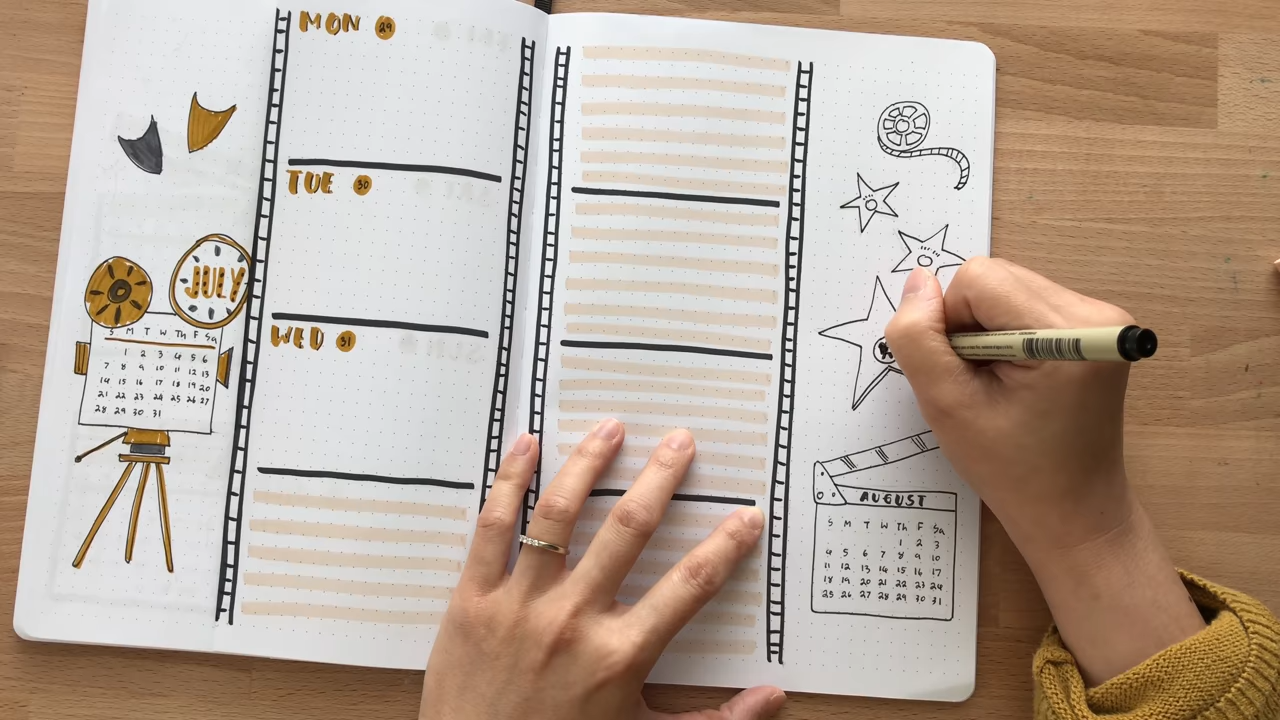 MON 29
TUE 30
WED 31
JULY
S M T W Th F Sa
1 2 3 4 5 6
7 8 9 10 11 12 13
14 15 16 17 18 19 20
21 22 23 24 25 26 27
28 29 30 31
AUGUST
S M T W Th F Sa
1 2 3
4 5 6 7 8 9 10
11 12 13 14 15 16 17
18 19 20 21 22 23 24
25 26 27 28 29 30 31